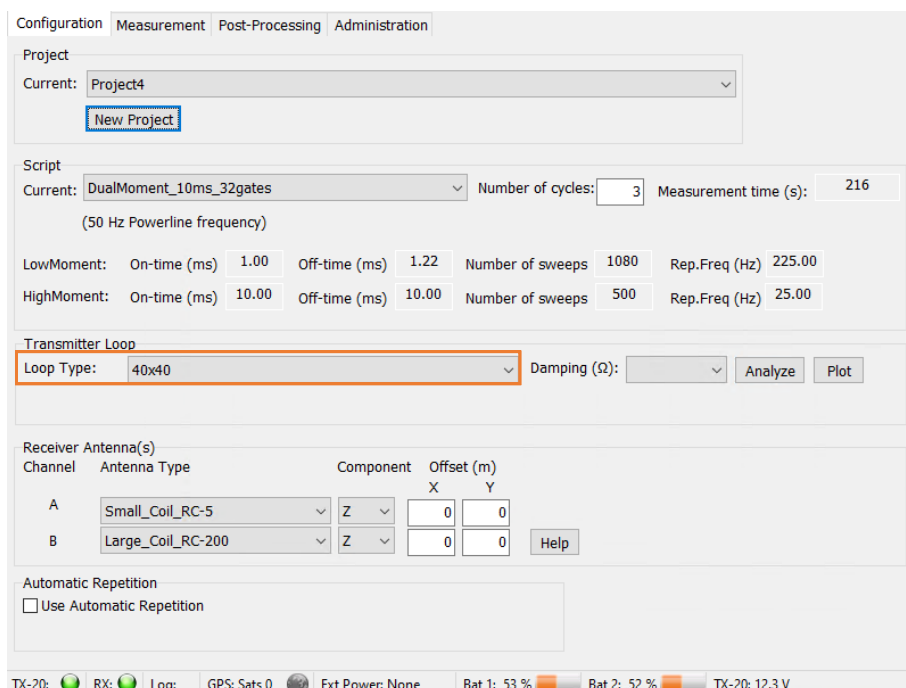 Configuration Measurement Post-Processing Administration
Project
Current: Project4
New Project
Script
Current: DualMoment_10ms_32gates Number of cycles: 3 Measurement time (s): 216
(50 Hz Powerline frequency)
LowMoment: On-time (ms) 1.00 Off-time (ms) 1.22 Number of sweeps 1080 Rep.Freq (Hz) 225.00
HighMoment: On-time (ms) 10.00 Off-time (ms) 10.00 Number of sweeps 500 Rep.Freq (Hz) 25.00
Transmitter Loop
Loop Type: 40x40 Damping (Ω): Analyze Plot
Receiver Antenna(s)
Channel Antenna Type Component Offset (m)
X Y
A Small_Coil_RC-5 Z 0 0
B Large_Coil_RC-200 Z 0 0 Help
Automatic Repetition
Use Automatic Repetition
TX-20: RX: Log: GPS: Sats 0 Ext Power: None Bat 1: 53 % Bat 2: 52 % TX-20: 12.3 V